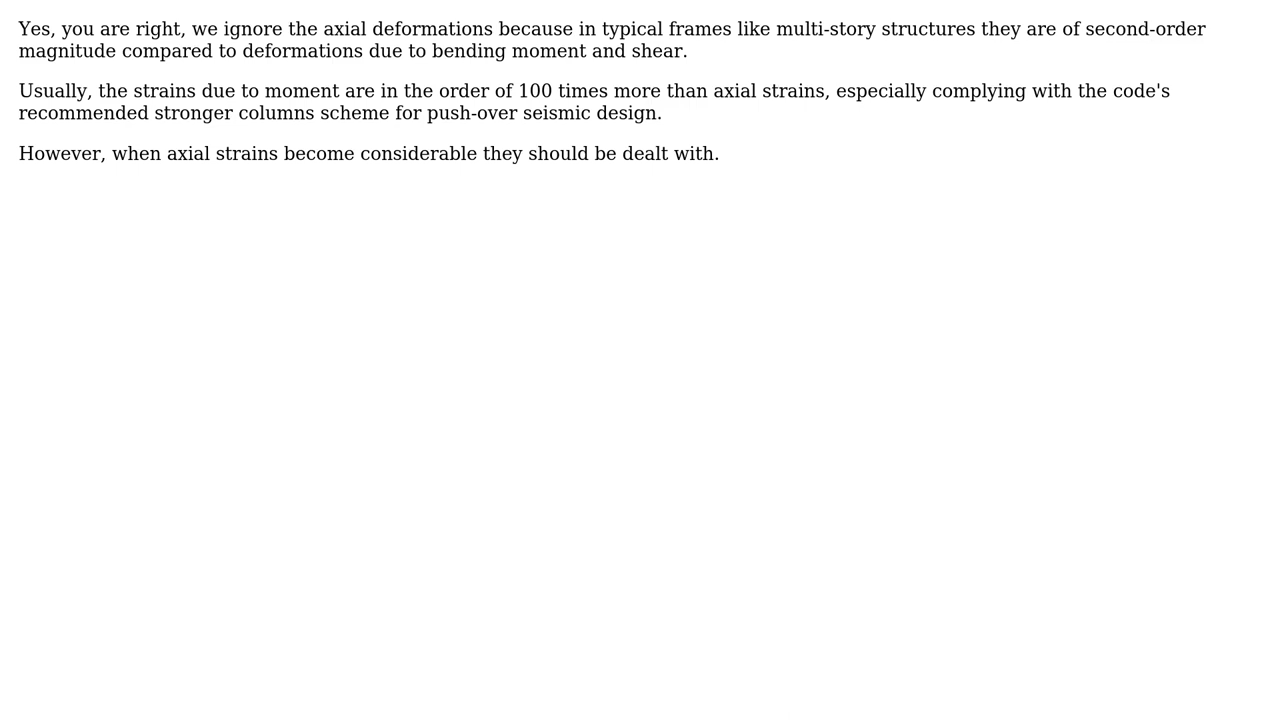 Yes, you are right, we ignore the axial deformations because in typical frames like multi-story structures they are of second-order
magnitude compared to deformations due to bending moment and shear.
Usually, the strains due to moment are in the order of 100 times more than axial strains, especially complying with the code's
recommended stronger columns scheme for push-over seismic design.
However, when axial strains become considerable they should be dealt with.